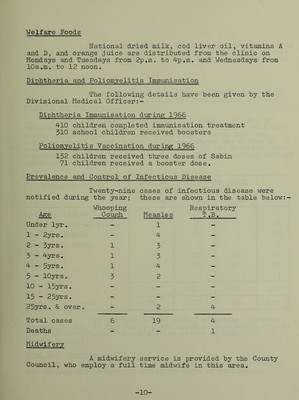 Welfare Foods
National dried milk, cod liver oil, vitamins A
and D, and orange juice are distributed from the clinic on
Mondays and Tuesdays from 2p.m. to 4p.m. and Wednesdays from
10a.m. to 12 noon.
Diphtheria and Poliomyelitis Immunisation
The following details have been given by the
Divisional Medical Officer:-
Diphtheria Immunisation during 1966
410 children completed immunisation treatment
310 school children received boosters
Poliomyelitis Vaccination during 1966
152 children received three doses of Sabin
71 children received a booster dose.
Prevalence and Control of Infectious Disease
Twenty-nine cases of infectious disease were
notified during the year; these are shown in the table below:-
Whooping Respiratory
Age Cough Measles T.B.
Under 1yr. - 1 -
1 - 2yrs. - 4 -
2 - 3yrs. 1 3 -
3 - 4yrs. 1 3 -
4 - 5yrs. 1 4 -
5 - 10yrs. 3 2 -
10 - 15yrs. - - -
15 - 25yrs. - - -
25yrs. & over. - 2 4
Total cases 6 19 4
Deaths - - 1
Midwifery
A midwifery service is provided by the County
Council, who employ a full time midwife in this area.
-10-